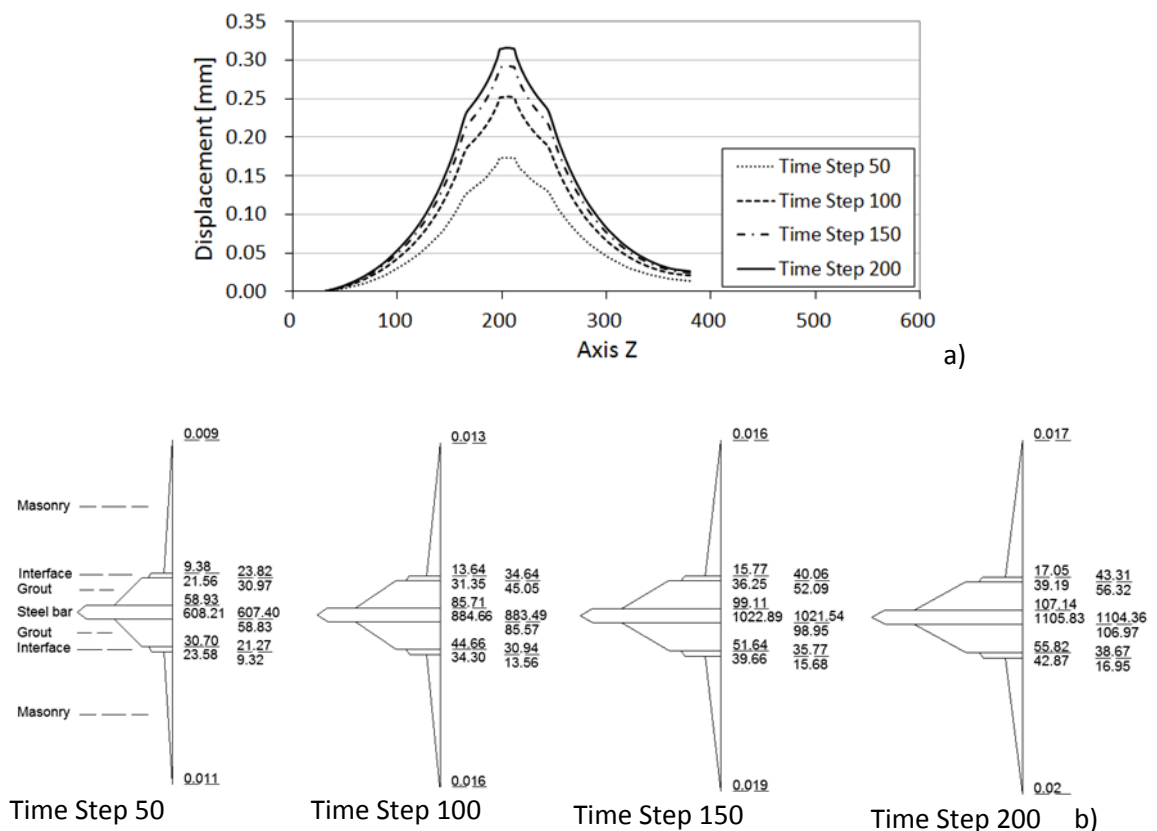 0.35
0.30
0.25
0.20
0.15
0.10
0.05
0.00
Displacement [mm]
0 100 200 300 400 500 600
Axis Z
Time Step 50
Time Step 100
Time Step 150
Time Step 200
a)
Masonry
Interface
Grout
Steel bar
Grout
Interface
Masonry
0.009
9.38 23.82
21.56 30.97
58.93
608.21 607.40
58.83
30.70 21.27
23.58 9.32
0.011
Time Step 50
0.013
13.64 34.64
31.35 45.05
85.71
884.66 883.49
85.57
44.66 30.94
34.30 13.56
0.016
Time Step 100
0.016
15.77 40.06
36.25 52.09
99.11
1022.89 1021.54
98.95
51.64 35.77
39.66 15.68
0.019
Time Step 150
0.017
17.05 43.31
39.19 56.32
107.14
1105.83 1104.36
106.97
55.82 38.67
42.87 16.95
0.02
Time Step 200
b)